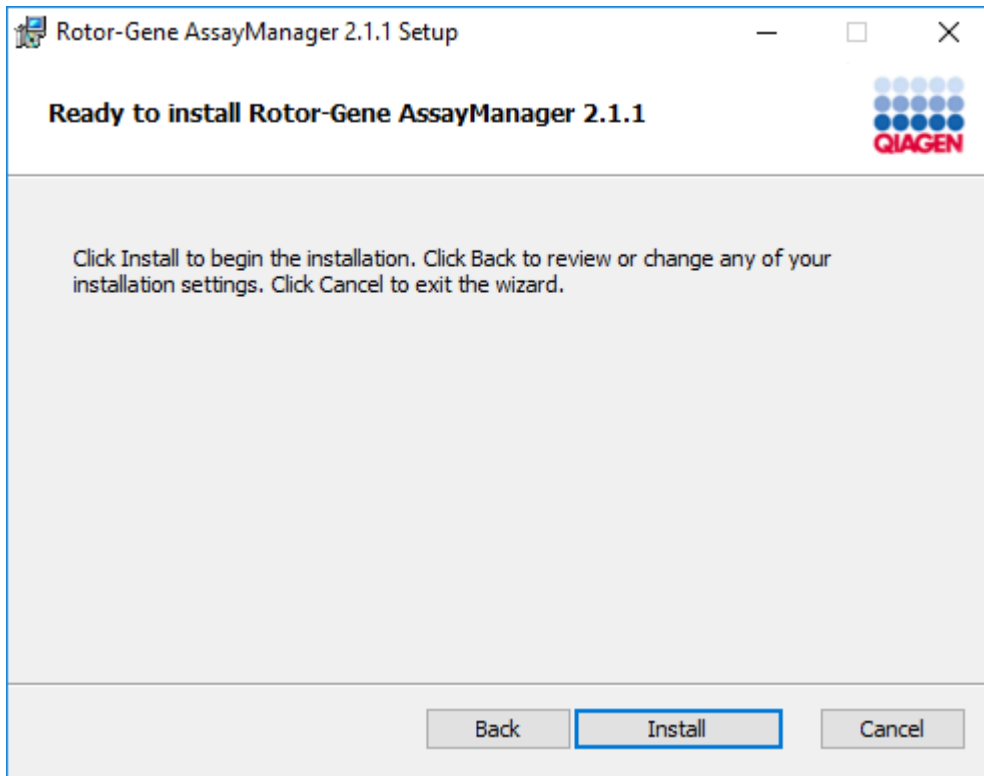 Rotor-Gene AssayManager 2.1.1 Setup
Ready to install Rotor-Gene AssayManager 2.1.1
QIAGEN
Click Install to begin the installation. Click Back to review or change any of your
installation settings. Click Cancel to exit the wizard.
Back
Install
Cancel